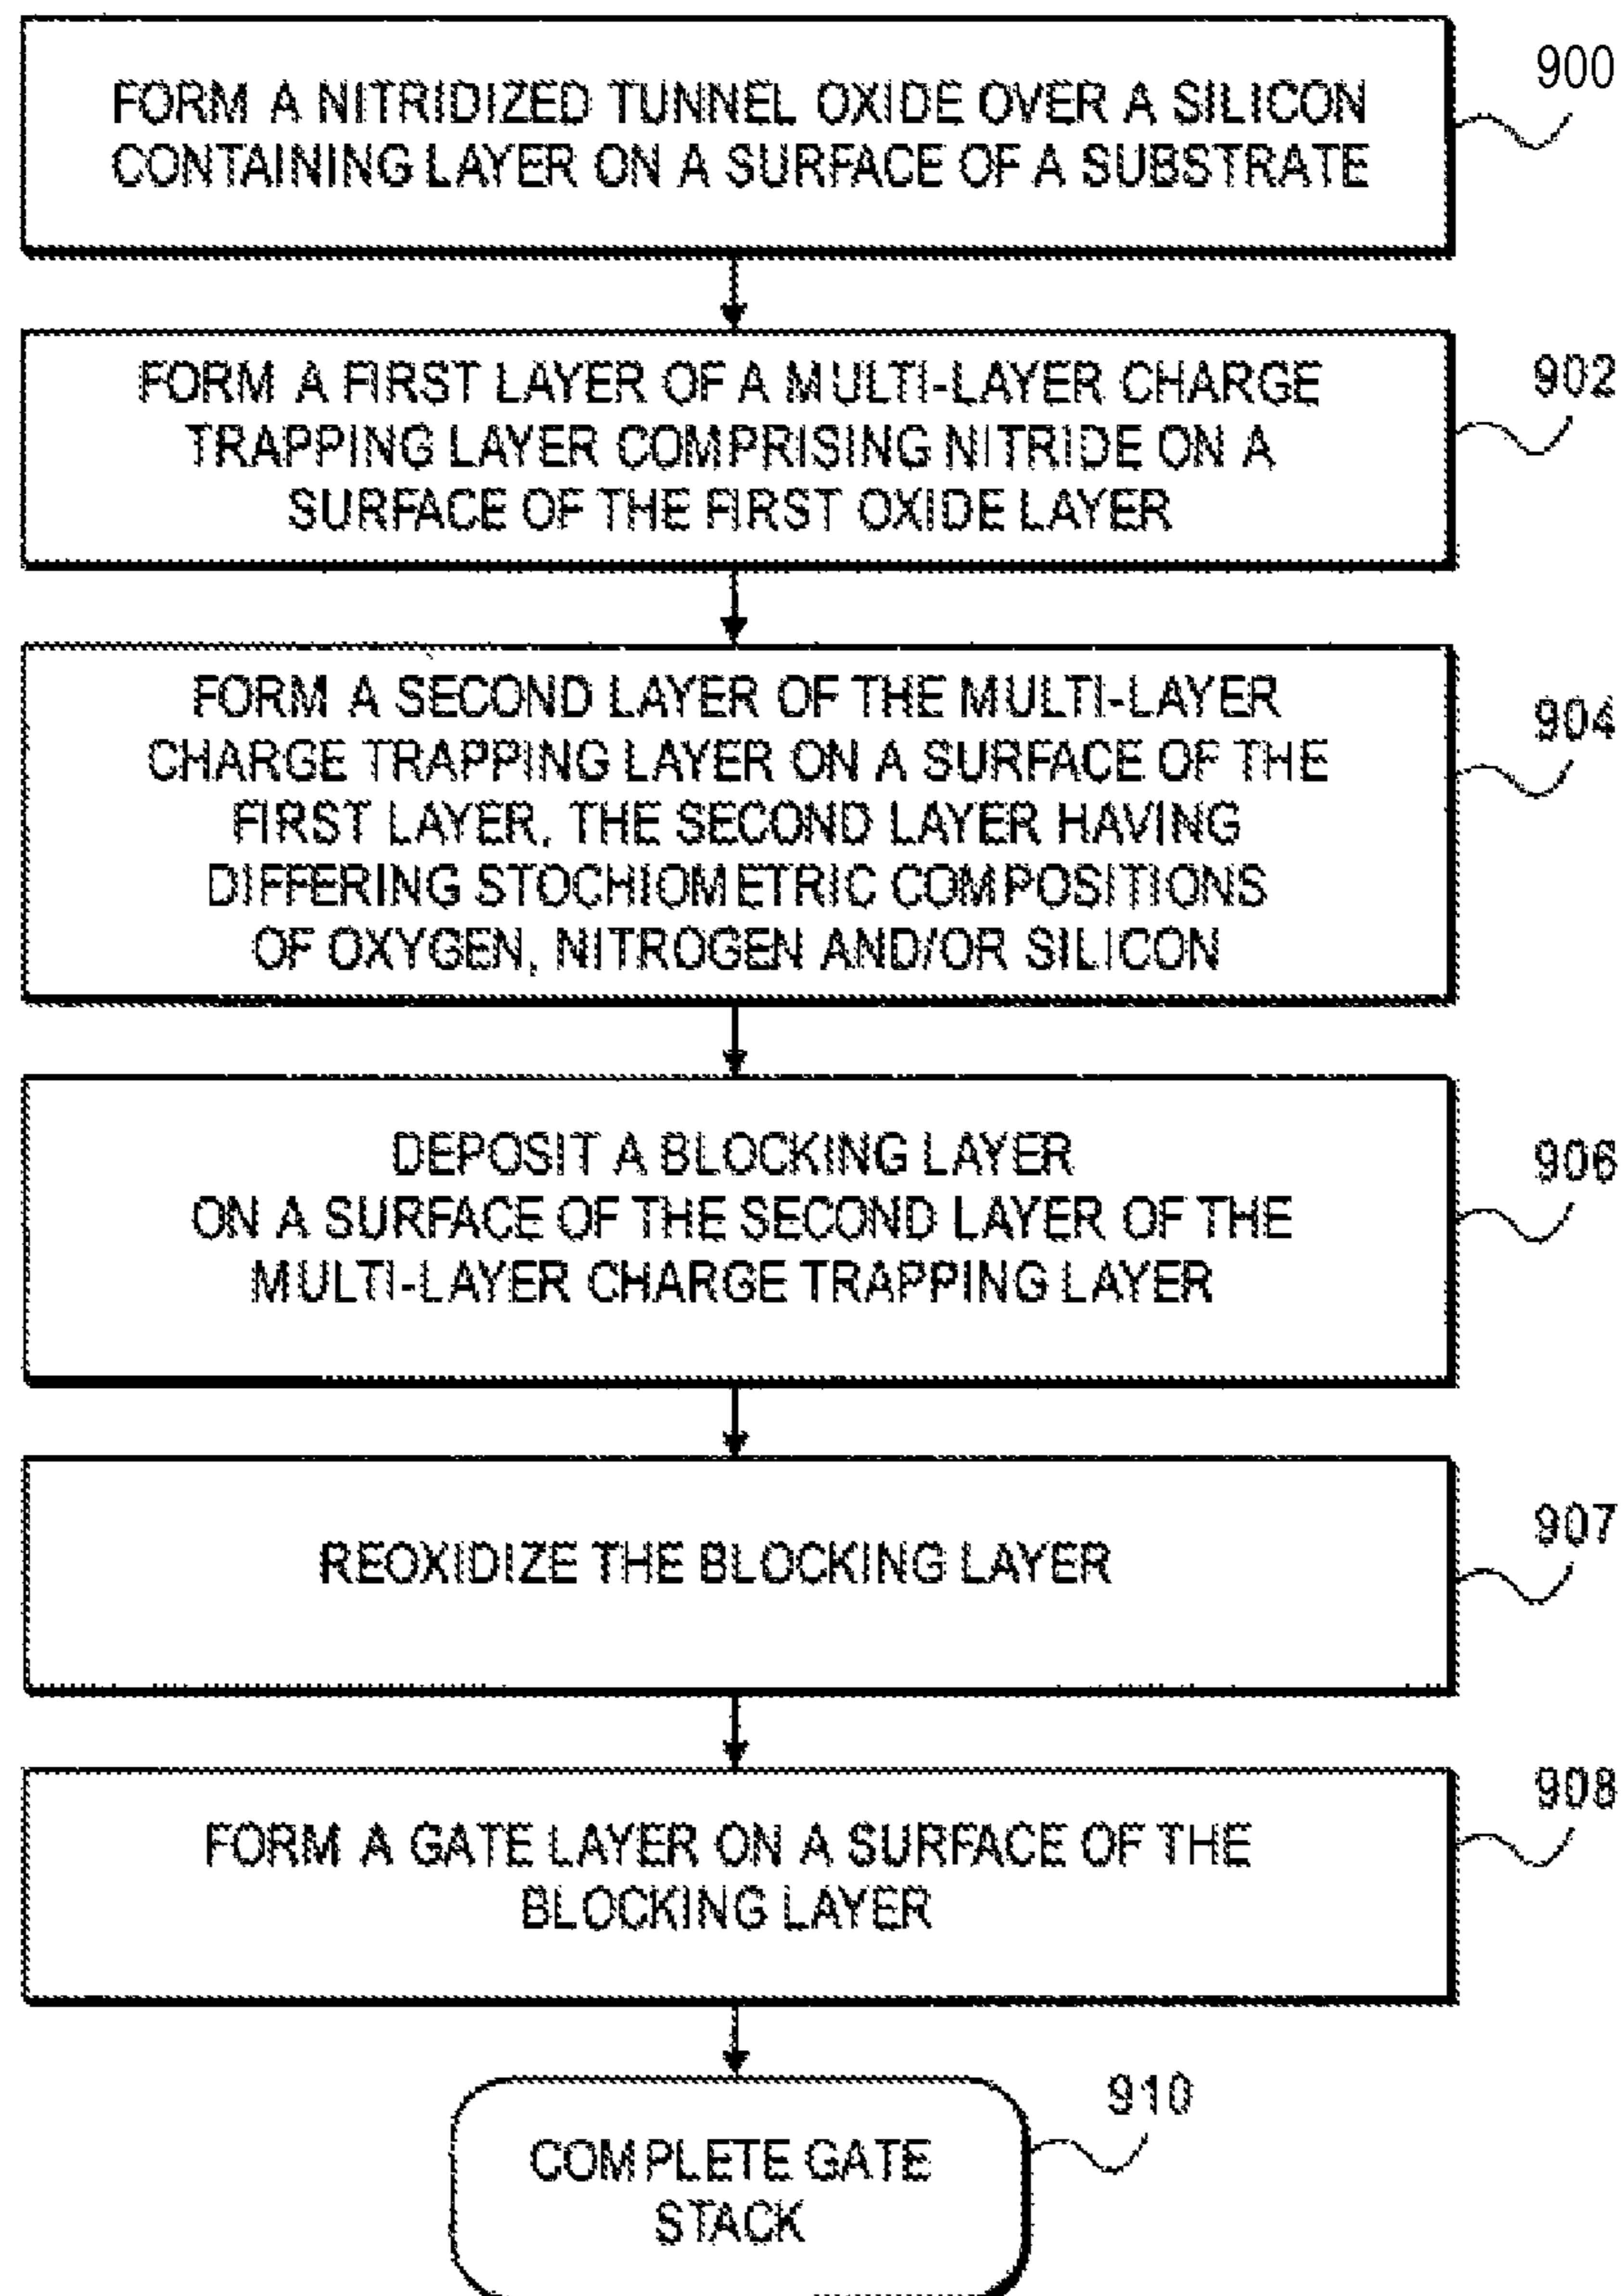 FORM A NITRIDIZED TUNNEL OXIDE OVER A SILICON
CONTAINING LAYER ON A SURFACE OF A SUBSTRATE
900
FORM A FIRST LAYER OF A MULTI-LAYER CHARGE
TRAPPING LAYER COMPRISING NITRIDE ON A
SURFACE OF THE FIRST OXIDE LAYER
902
FORM A SECOND LAYER OF THE MULTI-LAYER
CHARGE TRAPPING LAYER ON A SURFACE OF THE
FIRST LAYER, THE SECOND LAYER HAVING
DIFFERING STOCHIOMETRIC COMPOSITIONS
OF OXYGEN, NITROGEN AND/OR SILICON
904
DEPOSIT A BLOCKING LAYER
ON A SURFACE OF THE SECOND LAYER OF THE
MULTI-LAYER CHARGE TRAPPING LAYER
906
REOXIDIZE THE BLOCKING LAYER
907
FORM A GATE LAYER ON A SURFACE OF THE
BLOCKING LAYER
908
COMPLETE GATE
STACK
910